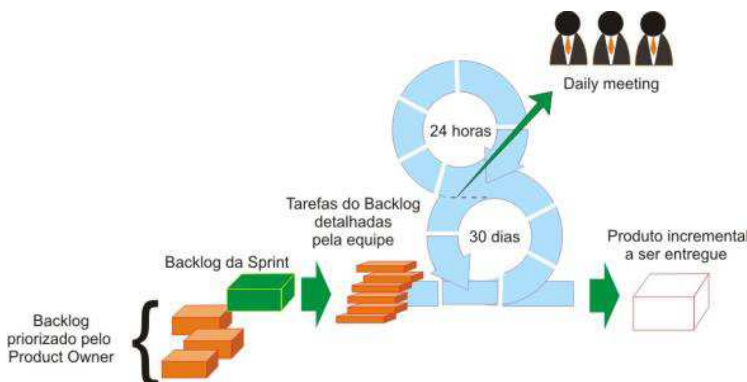 Daily meeting
24 horas
Tarefas do Backlog
detalhadas
pela equipe
30 dias
Produto incremental
a ser entregue
Backlog da Sprint
Backlog
priorizado pelo
Product Owner